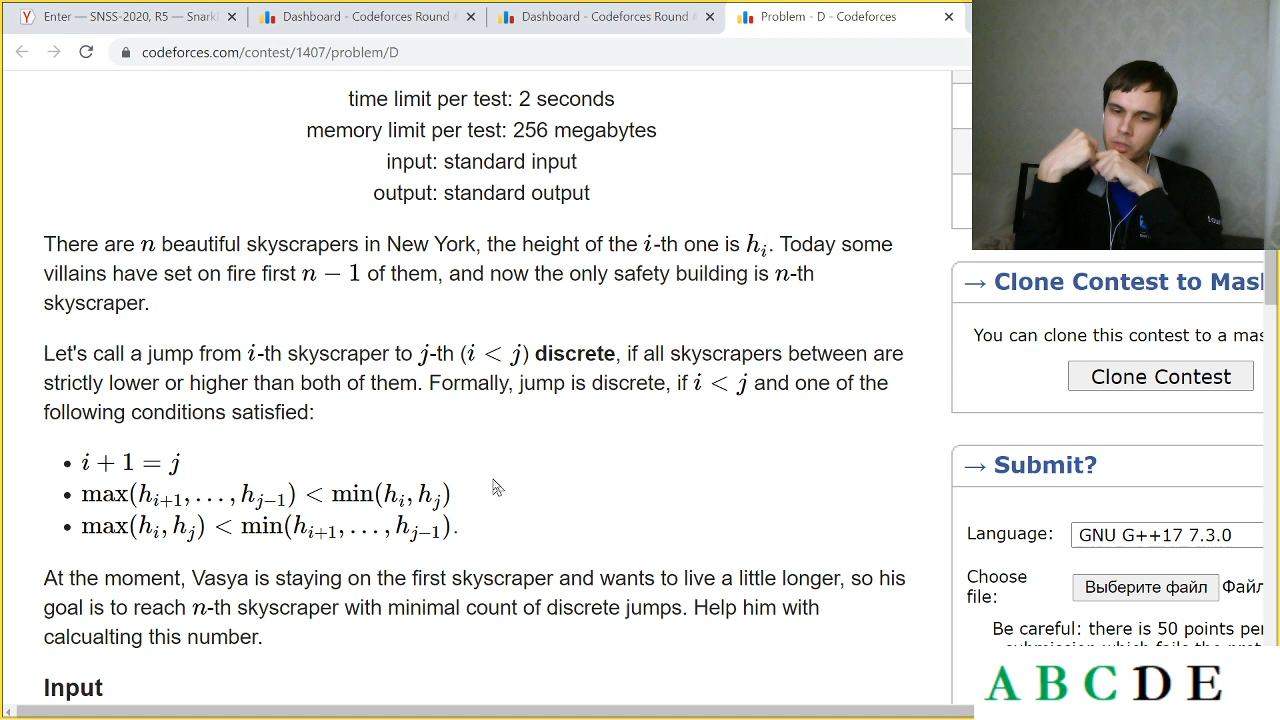 Enter — SNSS-2020, R5 — Snark
Dashboard - Codeforces Round
Dashboard - Codeforces Round
Problem - D - Codeforces
codeforces.com/contest/1407/problem/D
time limit per test: 2 seconds
memory limit per test: 256 megabytes
input: standard input
output: standard output
There are n beautiful skyscrapers in New York, the height of the i-th one is h_i. Today some
villains have set on fire first n − 1 of them, and now the only safety building is n-th
skyscraper.
Let's call a jump from i-th skyscraper to j-th (i < j) discrete, if all skyscrapers between are
strictly lower or higher than both of them. Formally, jump is discrete, if i < j and one of the
following conditions satisfied:
• i + 1 = j
• max(h_{i+1}, …, h_{j−1}) < min(h_i, h_j)
• max(h_i, h_j) < min(h_{i+1}, …, h_{j−1}).
At the moment, Vasya is staying on the first skyscraper and wants to live a little longer, so his
goal is to reach n-th skyscraper with minimal count of discrete jumps. Help him with
calcualting this number.
Input
→ Clone Contest to Mas
You can clone this contest to a mas
Clone Contest
→ Submit?
Language: GNU G++17 7.3.0
Choose
file: Выберите файл Файл
Be careful: there is 50 points per
A B C D E